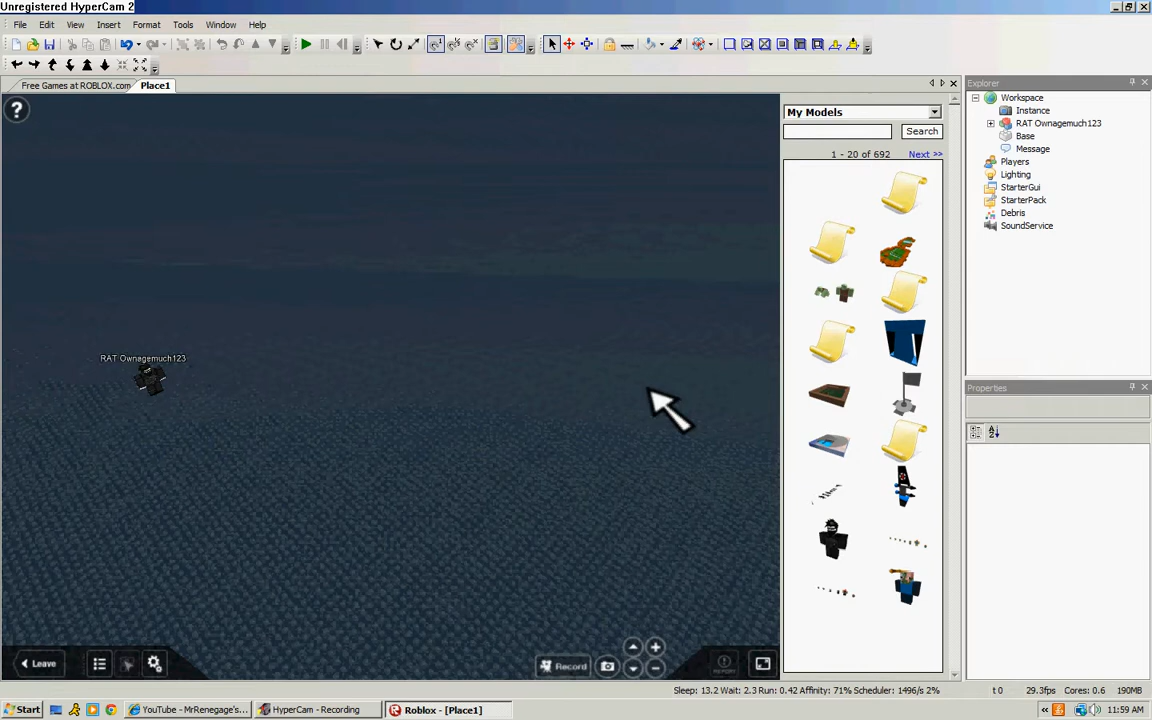 Unregistered HyperCam 2
File Edit View Insert Format Tools Window Help
Free Games at ROBLOX.com Place1
?
RAT Ownagemuch123
My Models
Search
1 - 20 of 692 Next >>
Explorer
Workspace
Instance
RAT Ownagemuch123
Base
Message
Players
Lighting
StarterGui
StarterPack
Debris
SoundService
Properties
Leave
Record
REPORT
Sleep: 13.2 Wait: 2.3 Run: 0.42 Affinity: 71% Scheduler: 1496/s 2% t 0 29.3fps Cores: 0.6 190MB
Start YouTube - MrRenegage's... HyperCam - Recording Roblox - [Place1] 11:59 AM